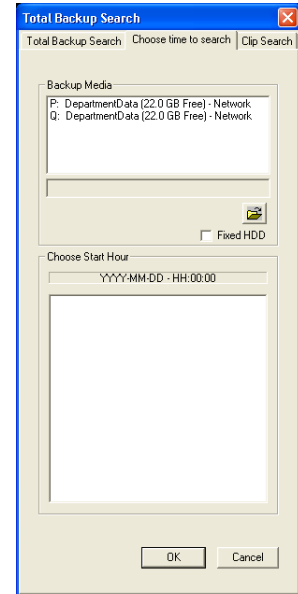 Total Backup Search
Total Backup Search Choose time to search Clip Search
Backup Media
P: DepartmentData (22.0 GB Free) - Network
Q: DepartmentData (22.0 GB Free) - Network
Fixed HDD
Choose Start Hour
YYYY-MM-DD - HH:00:00
OK Cancel